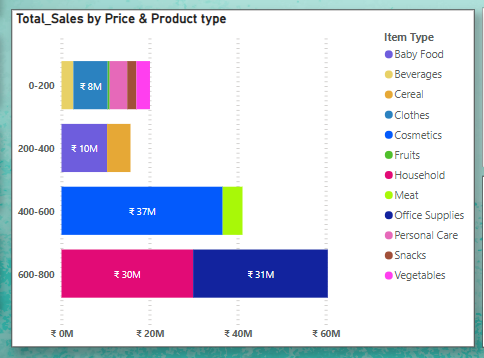 Total_Sales by Price & Product type
Item Type
Baby Food
Beverages
Cereal
Clothes
Cosmetics
Fruits
Household
Meat
Office Supplies
Personal Care
Snacks
Vegetables
0-200
₹ 8M
200-400
₹ 10M
400-600
₹ 37M
600-800
₹ 30M
₹ 31M
₹ 0M
₹ 20M
₹ 40M
₹ 60M